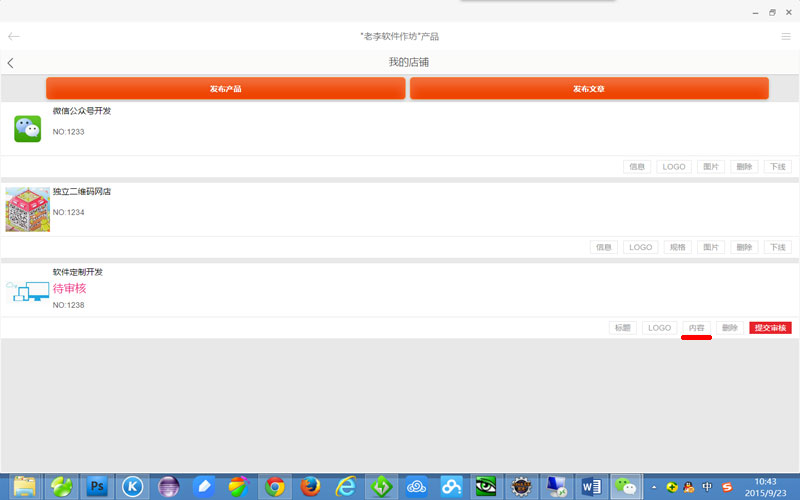 "老李软件作坊"产品
我的店铺
发布产品 发布文章
微信公众号开发
NO:1233
信息 LOGO 图片 删除 下线
独立二维码网店
NO:1234
信息 LOGO 规格 图片 删除 下线
软件定制开发
待审核
NO:1238
标题 LOGO 内容 删除 提交审核
Ps K W 中 S
10:43
2015/9/23